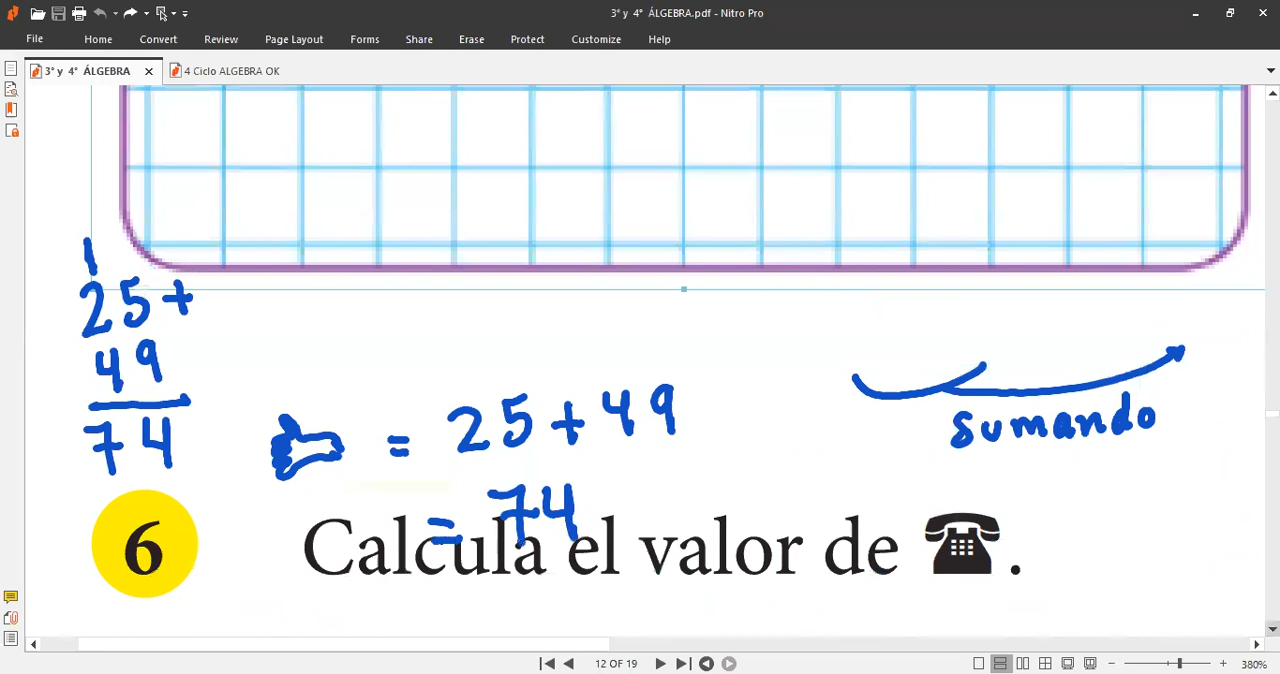 3° y 4° ÁLGEBRA.pdf - Nitro Pro
File Home Convert Review Page Layout Forms Share Erase Protect Customize Help
3° y 4° ÁLGEBRA
4 Ciclo ALGEBRA OK
1
25+
49
74
= 25+49
= 74
sumando
6 Calcula el valor de ☎.
12 OF 19
380%